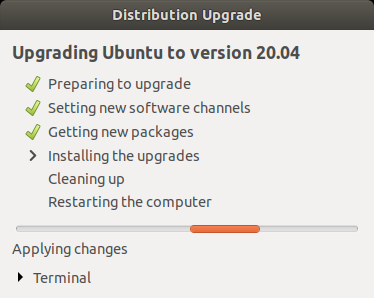 Distribution Upgrade
Upgrading Ubuntu to version 20.04
Preparing to upgrade
Setting new software channels
Getting new packages
Installing the upgrades
Cleaning up
Restarting the computer
Applying changes
Terminal